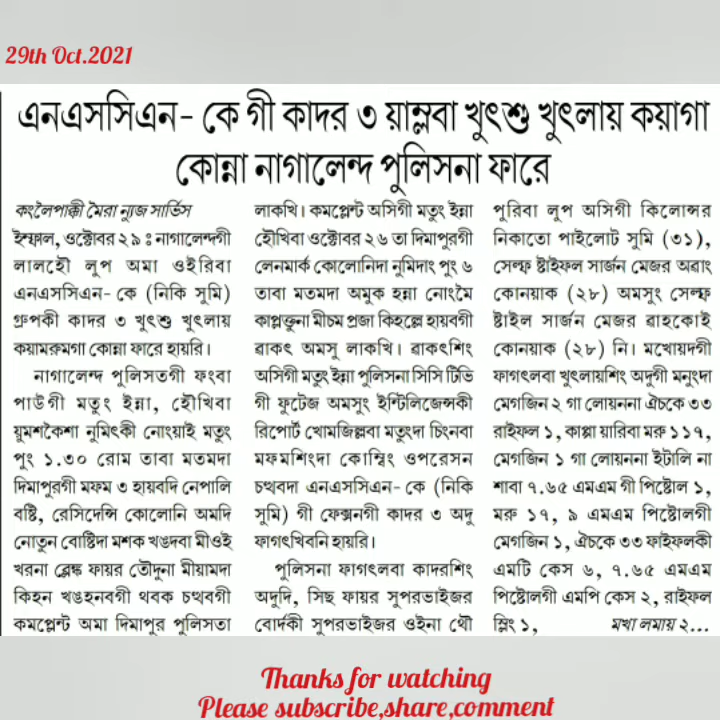 29th Oct.2021
এনএসসিএন- কে গী কাদর ৩ য়াম্লবা খুৎশু খুৎলায় কয়াগা
কোন্না নাগালেন্দ পুলিসনা ফারে
কংলৈপাক্কী মৈরা ন্যুজ সার্ভিস
ইম্ফাল, ওক্টোবর ২৯ ঃ নাগালেন্দগী
লালহৌ লূপ অমা ওইরিবা
এনএসসিএন- কে (নিকি সুমি)
গ্রুপকী কাদর ৩ খুৎশু খুৎলায়
কয়ামরুমগা কোন্না ফারে হায়রি।
নাগালেন্দ পুলিসতগী ফংবা
পাউগী মতুং ইন্না, হৌখিবা
য়ুমশকৈশা নুমিৎকী নোংয়াই মতুং
পুং ১.৩০ রোম তাবা মতমদা
দিমাপুরগী মফম ৩ হায়বদি নেপালি
বষ্টি, রেসিদেন্সি কোলোনি অমদি
নোতুন বোষ্টিদা মশক খঙদবা মীওই
খরনা ব্লেঙ্ক ফায়র তৌদুনা মীয়ামদা
কিহন খঙহনবগী থবক চত্থবগী
কমপ্লেন্ট অমা দিমাপুর পুলিসতা
লাকখি। কমপ্লেন্ট অসিগী মতুং ইন্না
হৌখিবা ওক্টোবর ২৬ তা দিমাপুরগী
লেনমার্ক কোলোনিদা নুমিদাং পুং ৬
তাবা মতমদা অমুক হন্না নোংমৈ
কাপ্লক্তুনা মীচম প্রজা কিহল্লে হায়বগী
ৱাকৎ অমসু লাকখি। ৱাকৎশিং
অসিগী মতুং ইন্না পুলিসনা সিসি টিভি
গী ফুটেজ অমসুং ইন্টিলিজেন্সকী
রিপোর্ট খোমজিল্লবা মতুংদা চিংনবা
মফমশিংদা কোম্বিং ওপরেসন
চত্থবদা এনএসসিএন- কে (নিকি
সুমি) গী ফেক্সনগী কাদর ৩ অদু
ফাগৎখিবনি হায়রি।
পুলিসনা ফাগৎলবা কাদরশিং
অদুদি, সিছ ফায়র সুপরভাইজর
বোর্দকী সুপরভাইজর ওইনা থৌ
পুরিবা লূপ অসিগী কিলোন্সর
নিকাতো পাইলোট সুমি (৩১),
সেল্ফ ষ্টাইফল সার্জন মেজর অৱাং
কোনয়াক (২৮) অমসুং সেল্ফ
ষ্টাইল সার্জন মেজর ৱাহকোই
কোনয়াক (২৮) নি। মখোয়দগী
ফাগৎলবা খুৎলায়শিং অদুগী মনুংদা
মেগজিন ২ গা লোয়ননা ঐচকে ৩৩
রাইফল ১, কাপ্পা য়ারিবা মরু ১১৭,
মেগজিন ১ গা লোয়ননা ইটালি না
শাবা ৭.৬৫ এমএম গী পিষ্টোল ১,
মরু ১৭, ৯ এমএম পিষ্টোলগী
মেগজিন ১, ঐচকে ৩৩ ফাইফলকী
এমটি কেস ৬, ৭.৬৫ এমএম
পিষ্টোলগী এমপি কেস ২, রাইফল
স্লিং ১, মখা লমায় ২...
Thanks for watching
Please subscribe,share,comment